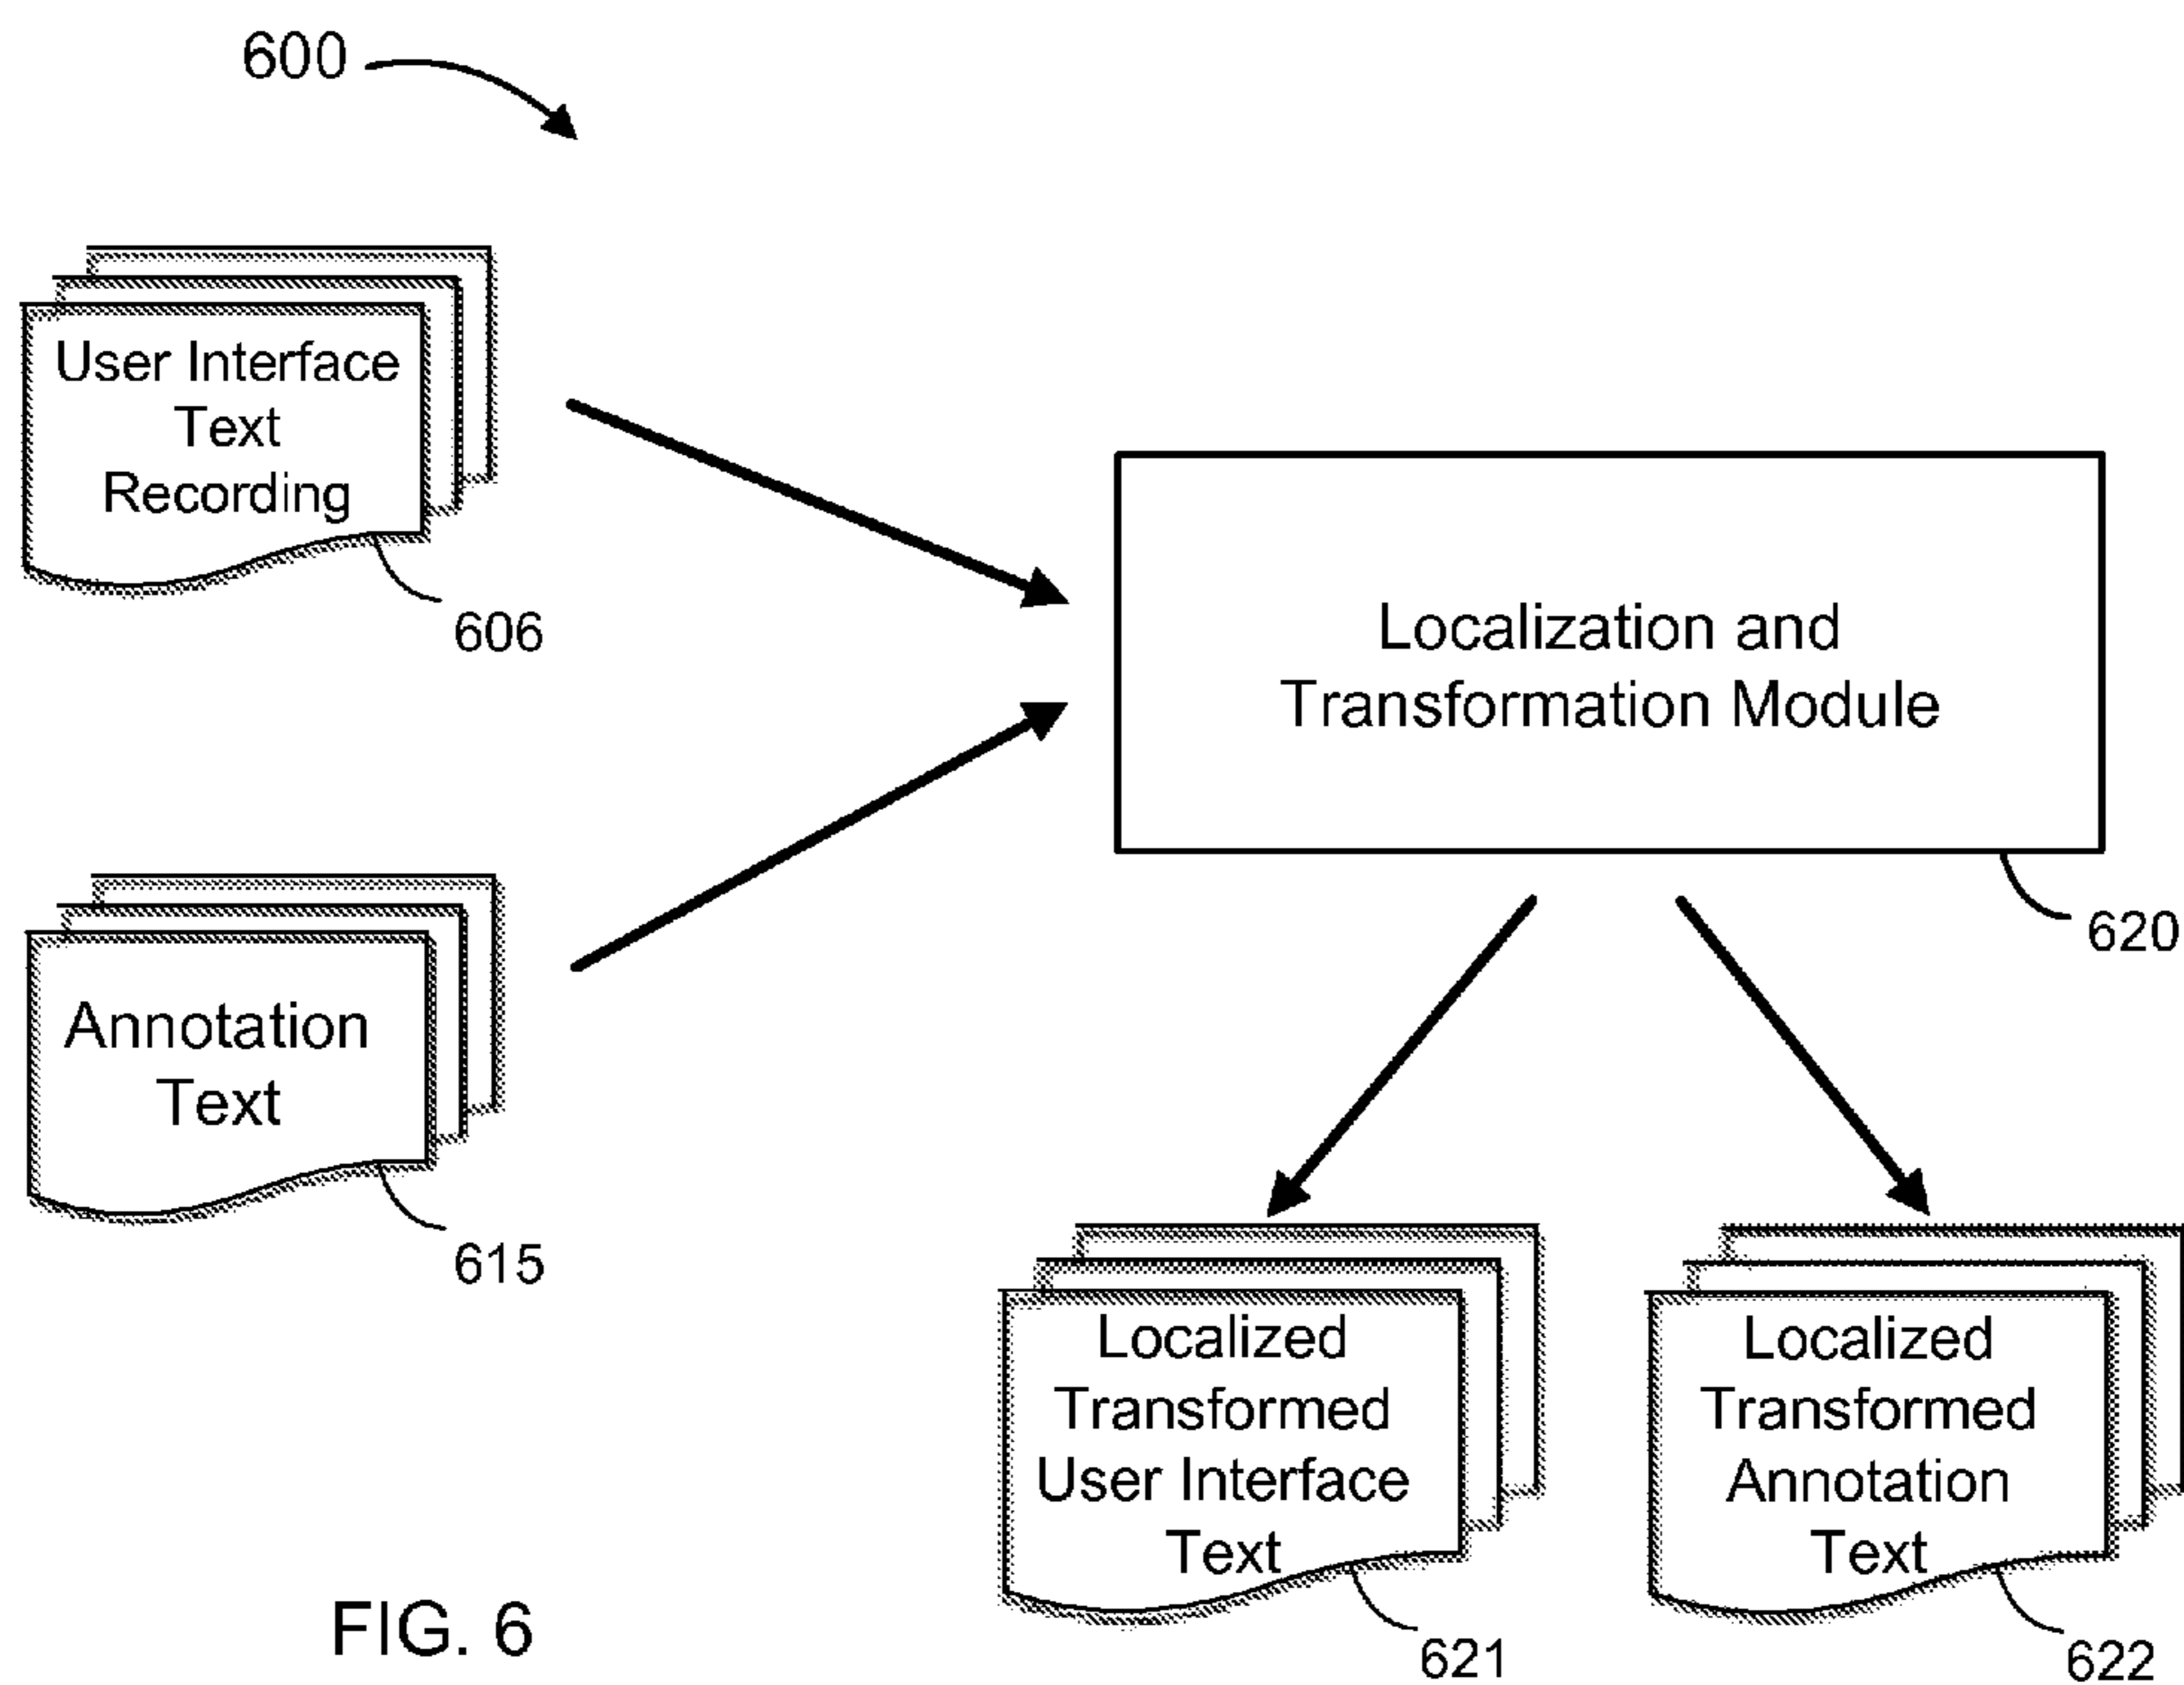 600
User Interface
Text
Recording
606
Localization and
Transformation Module
620
Annotation
Text
615
Localized
Transformed
User Interface
Text
621
Localized
Transformed
Annotation
Text
622
FIG. 6